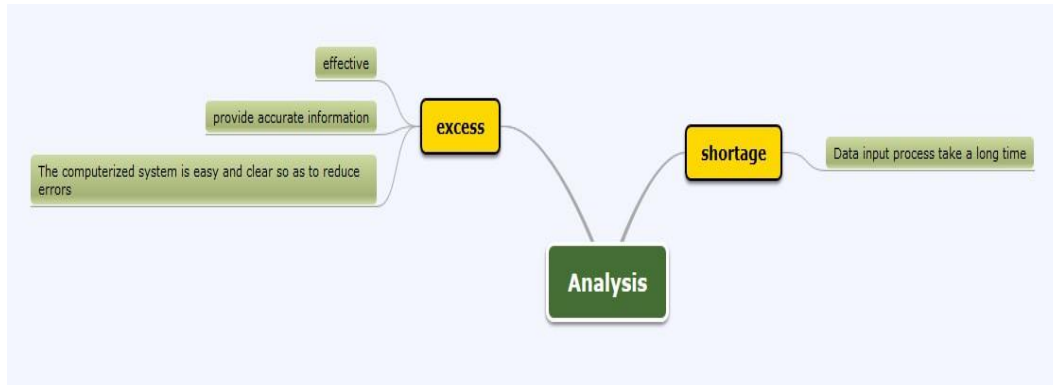 effective
provide accurate information
The computerized system is easy and clear so as to reduce
errors
excess
shortage
Data input process take a long time
Analysis